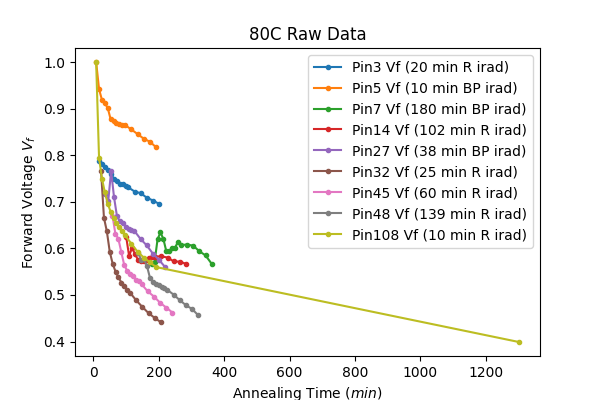 80C Raw Data
1.0
0.9
0.8
0.7
0.6
0.5
0.4
Forward Voltage V_f
Pin3 Vf (20 min R irad)
Pin5 Vf (10 min BP irad)
Pin7 Vf (180 min BP irad)
Pin14 Vf (102 min R irad)
Pin27 Vf (38 min BP irad)
Pin32 Vf (25 min R irad)
Pin45 Vf (60 min R irad)
Pin48 Vf (139 min R irad)
Pin108 Vf (10 min R irad)
0 200 400 600 800 1000 1200
Annealing Time (min)